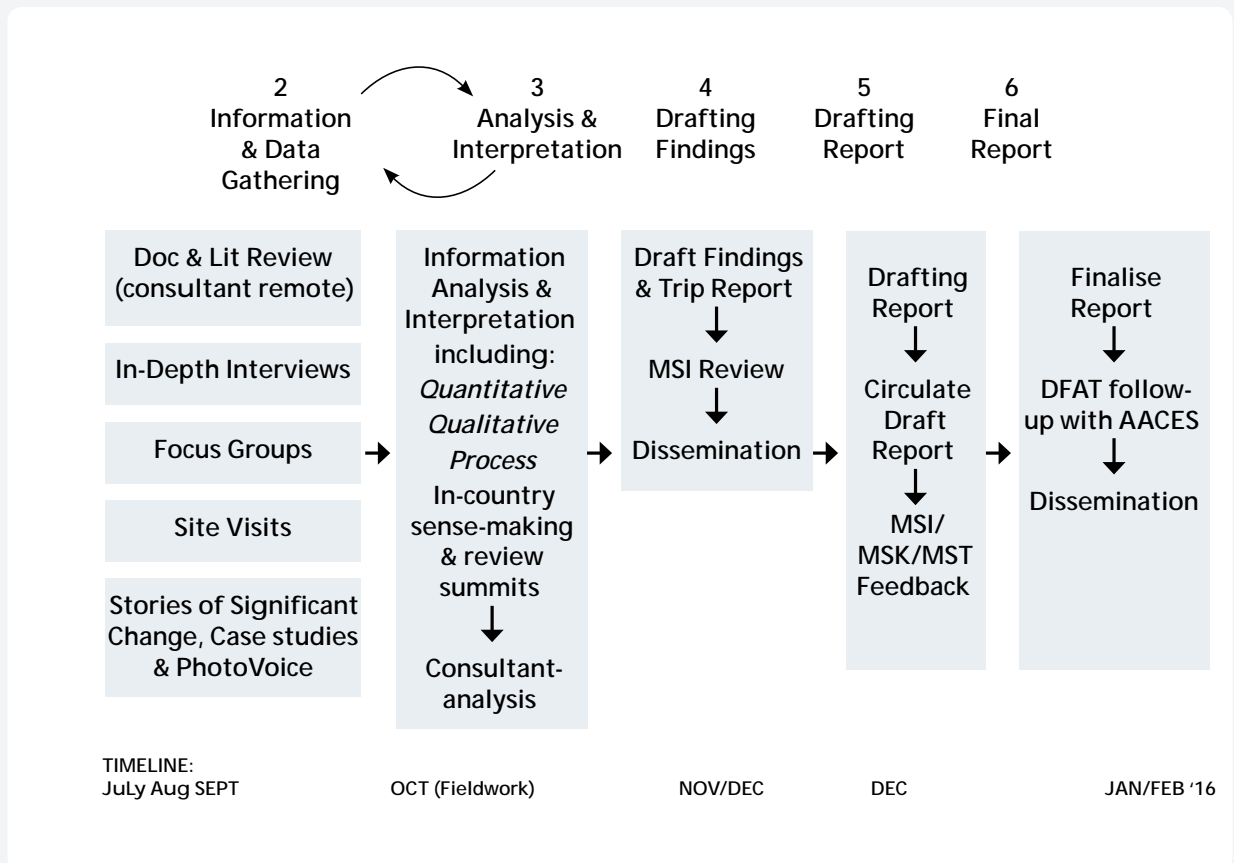 2
Information
& Data
Gathering
3
Analysis &
Interpretation
4
Drafting
Findings
5
Drafting
Report
6
Final
Report
Doc & Lit Review
(consultant remote)
In-Depth Interviews
Focus Groups
Site Visits
Stories of Significant
Change, Case studies
& PhotoVoice
Information
Analysis &
Interpretation
including:
Quantitative
Qualitative
Process
In-country
sense-making
& review
summits
Consultant-
analysis
Draft Findings
& Trip Report
MSI Review
Dissemination
Drafting
Report
Circulate
Draft
Report
MSI/
MSK/MST
Feedback
Finalise
Report
DFAT follow-
up with AACES
Dissemination
TIMELINE:
JuLy Aug SEPT
OCT (Fieldwork)
NOV/DEC
DEC
JAN/FEB ‘16